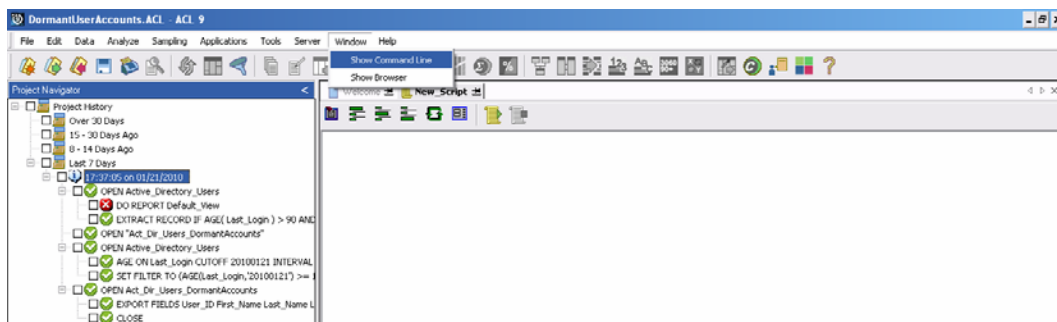 DormantUserAccounts.ACL - ACL 9
File Edit Data Analyze Sampling Applications Tools Server Window Help
Show Command Line
Show Browser
Project Navigator
Welcome New_Script
Project History
Over 30 Days
15 - 30 Days Ago
8 - 14 Days Ago
Last 7 Days
17:37:05 on 01/21/2010
OPEN Active_Directory_Users
DO REPORT Default_View
EXTRACT RECORD IF AGE( Last_Login ) > 90 AND
OPEN "Act_Dir_Users_DormantAccounts"
OPEN Active_Directory_Users
AGE ON Last_Login CUTOFF 20100121 INTERVAL
SET FILTER TO (AGE(Last_Login,'20100121') >= 1
OPEN Act_Dir_Users_DormantAccounts
EXPORT FIELDS User_ID First_Name Last_Name L
CLOSE